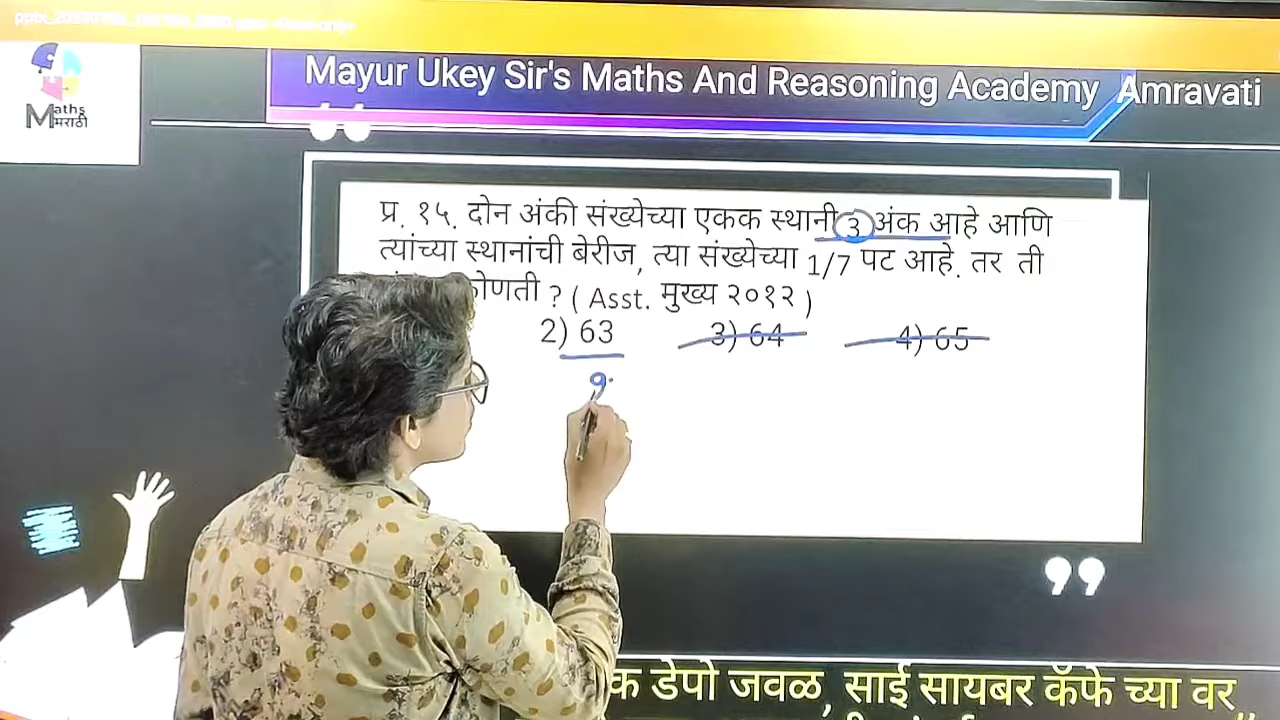 Mayur Ukey Sir's Maths And Reasoning Academy Amravati
Maths
मराठी
प्र. १५. दोन अंकी संख्येच्या एकक स्थानी 3 अंक आहे आणि
त्यांच्या स्थानांची बेरीज, त्या संख्येच्या 1/7 पट आहे. तर ती
कोणती ? ( Asst. मुख्य २०१२ )
2) 63 3) 64 4) 65
9
क डेपो जवळ, साई सायबर कॅफे च्या वर